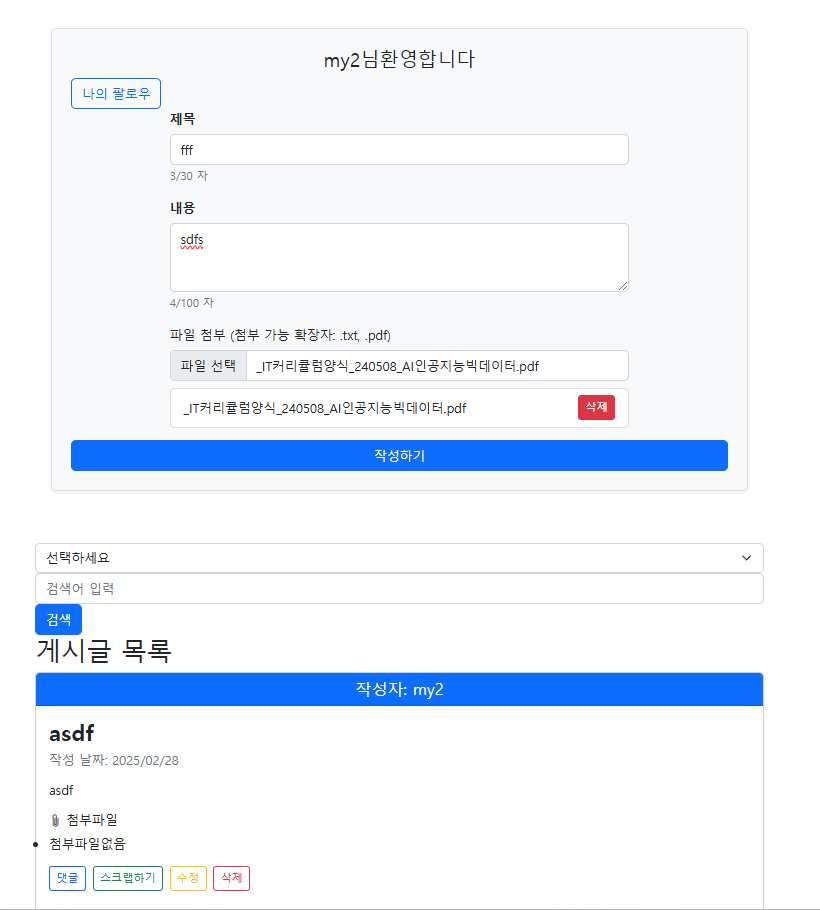 my2님환영합니다
나의 팔로우
제목
fff
3/30 자
내용
sdfs
4/100 자
파일 첨부 (첨부 가능 확장자: .txt, .pdf)
파일 선택 _IT커리큘럼양식_240508_AI인공지능빅데이터.pdf
_IT커리큘럼양식_240508_AI인공지능빅데이터.pdf 삭제
작성하기
선택하세요
검색어 입력
검색
게시글 목록
작성자: my2
asdf
작성 날짜: 2025/02/28
asdf
첨부파일
첨부파일없음
댓글 스크랩하기 수정 삭제